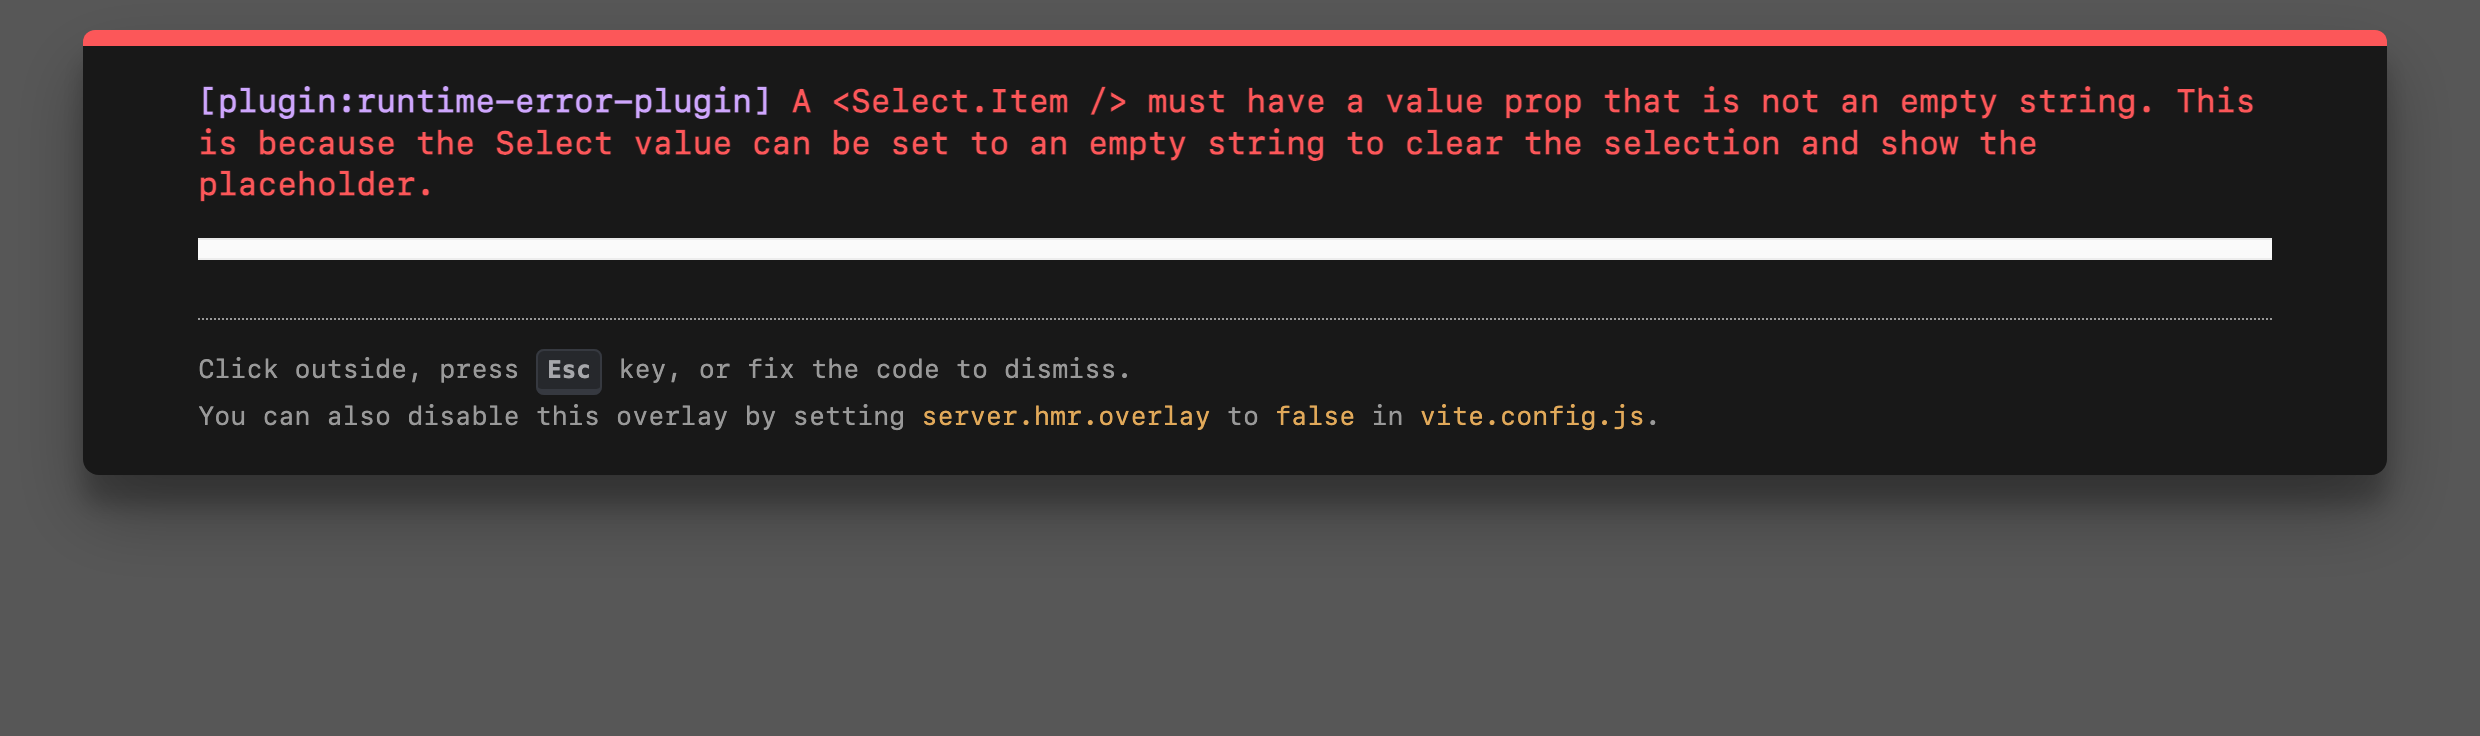 [plugin:runtime-error-plugin] A <Select.Item /> must have a value prop that is not an empty string. This
is because the Select value can be set to an empty string to clear the selection and show the
placeholder.
Click outside, press Esc key, or fix the code to dismiss.
You can also disable this overlay by setting server.hmr.overlay to false in vite.config.js.